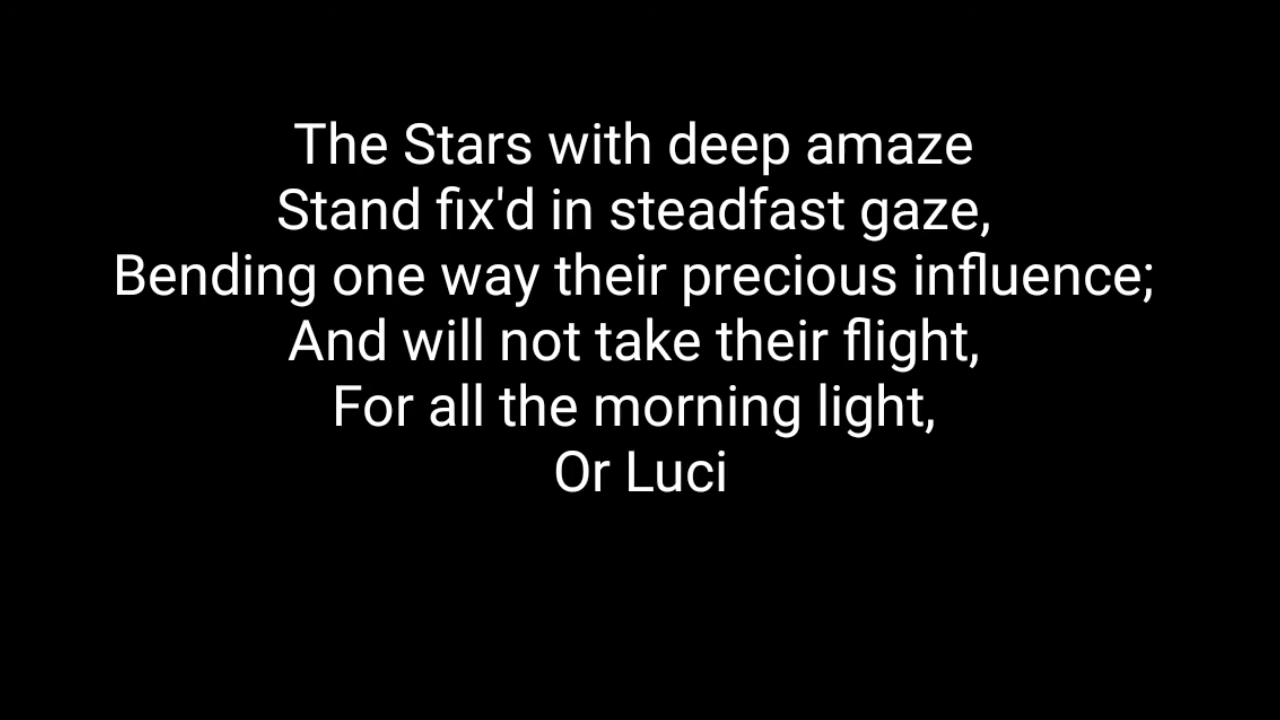 The Stars with deep amaze
Stand fix'd in steadfast gaze,
Bending one way their precious influence;
And will not take their flight,
For all the morning light,
Or Luci